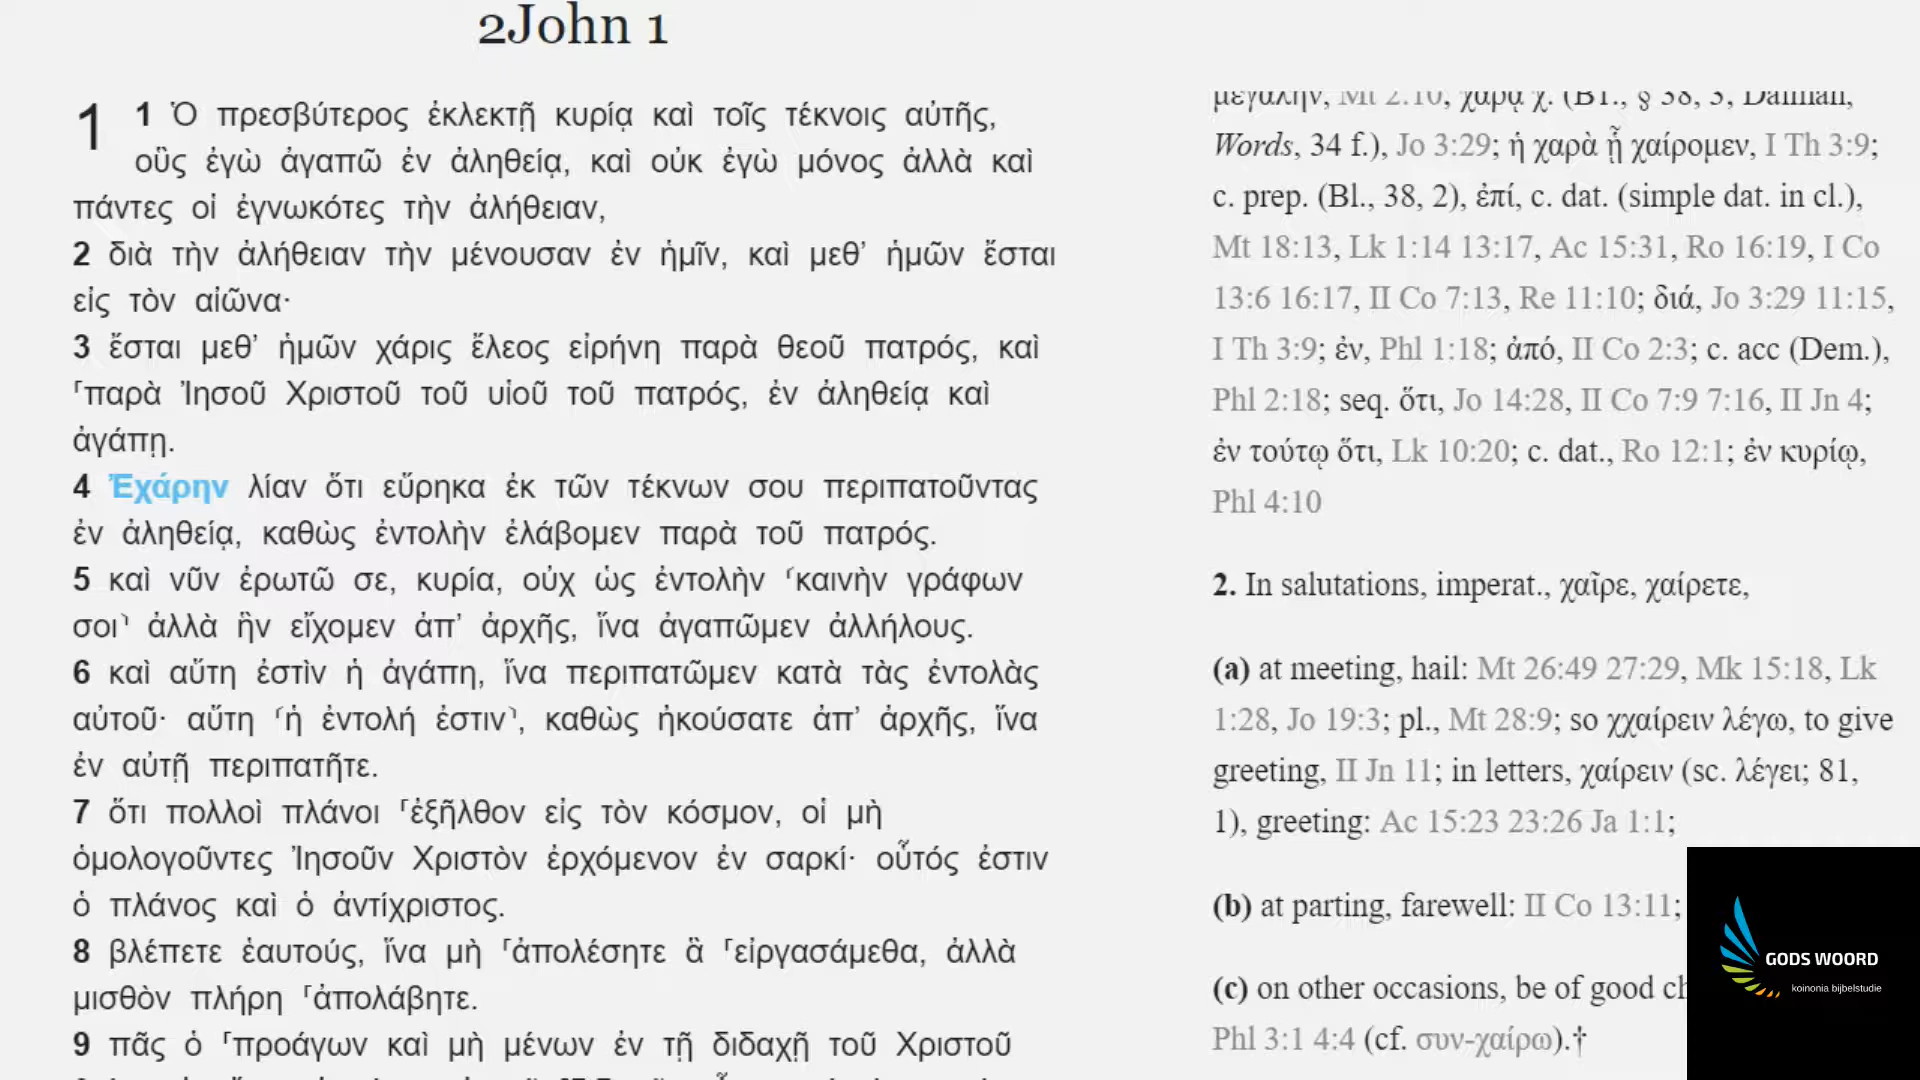 2John 1
1 1 Ὁ πρεσβύτερος ἐκλεκτῇ κυρίᾳ καὶ τοῖς τέκνοις αὐτῆς,
οὓς ἐγὼ ἀγαπῶ ἐν ἀληθείᾳ, καὶ οὐκ ἐγὼ μόνος ἀλλὰ καὶ
πάντες οἱ ἐγνωκότες τὴν ἀλήθειαν,
2 διὰ τὴν ἀλήθειαν τὴν μένουσαν ἐν ἡμῖν, καὶ μεθ’ ἡμῶν ἔσται
εἰς τὸν αἰῶνα·
3 ἔσται μεθ’ ἡμῶν χάρις ἔλεος εἰρήνη παρὰ θεοῦ πατρός, καὶ
⸀παρὰ Ἰησοῦ Χριστοῦ τοῦ υἱοῦ τοῦ πατρός, ἐν ἀληθείᾳ καὶ
ἀγάπῃ.
4 Ἐχάρην λίαν ὅτι εὕρηκα ἐκ τῶν τέκνων σου περιπατοῦντας
ἐν ἀληθείᾳ, καθὼς ἐντολὴν ἐλάβομεν παρὰ τοῦ πατρός.
5 καὶ νῦν ἐρωτῶ σε, κυρία, οὐχ ὡς ἐντολὴν ⸂καινὴν γράφων
σοι⸃ ἀλλὰ ἣν εἴχομεν ἀπ’ ἀρχῆς, ἵνα ἀγαπῶμεν ἀλλήλους.
6 καὶ αὕτη ἐστὶν ἡ ἀγάπη, ἵνα περιπατῶμεν κατὰ τὰς ἐντολὰς
αὐτοῦ· αὕτη ⸂ἡ ἐντολή ἐστιν⸃, καθὼς ἠκούσατε ἀπ’ ἀρχῆς, ἵνα
ἐν αὐτῇ περιπατῆτε.
7 ὅτι πολλοὶ πλάνοι ⸀ἐξῆλθον εἰς τὸν κόσμον, οἱ μὴ
ὁμολογοῦντες Ἰησοῦν Χριστὸν ἐρχόμενον ἐν σαρκί· οὗτός ἐστιν
ὁ πλάνος καὶ ὁ ἀντίχριστος.
8 βλέπετε ἑαυτούς, ἵνα μὴ ⸀ἀπολέσητε ἃ ⸀εἰργασάμεθα, ἀλλὰ
μισθὸν πλήρη ⸀ἀπολάβητε.
9 πᾶς ὁ ⸀προάγων καὶ μὴ μένων ἐν τῇ διδαχῇ τοῦ Χριστοῦ
μεγάλην, Mt 2:10, χαρᾷ χ. (Bl., § 38, 3, Dalman,
Words, 34 f.), Jo 3:29; ἡ χαρὰ ᾗ χαίρομεν, I Th 3:9;
c. prep. (Bl., 38, 2), ἐπί, c. dat. (simple dat. in cl.),
Mt 18:13, Lk 1:14 13:17, Ac 15:31, Ro 16:19, I Co
13:6 16:17, II Co 7:13, Re 11:10; διά, Jo 3:29 11:15,
I Th 3:9; ἐν, Phl 1:18; ἀπό, II Co 2:3; c. acc (Dem.),
Phl 2:18; seq. ὅτι, Jo 14:28, II Co 7:9 7:16, II Jn 4;
ἐν τούτῳ ὅτι, Lk 10:20; c. dat., Ro 12:1; ἐν κυρίῳ,
Phl 4:10
2. In salutations, imperat., χαῖρε, χαίρετε,
(a) at meeting, hail: Mt 26:49 27:29, Mk 15:18, Lk
1:28, Jo 19:3; pl., Mt 28:9; so χχαίρειν λέγω, to give
greeting, II Jn 11; in letters, χαίρειν (sc. λέγει; 81,
1), greeting: Ac 15:23 23:26 Ja 1:1;
(b) at parting, farewell: II Co 13:11;
(c) on other occasions, be of good
Phl 3:1 4:4 (cf. συν-χαίρω).†
GODS WOORD
koinonia bijbelstudie